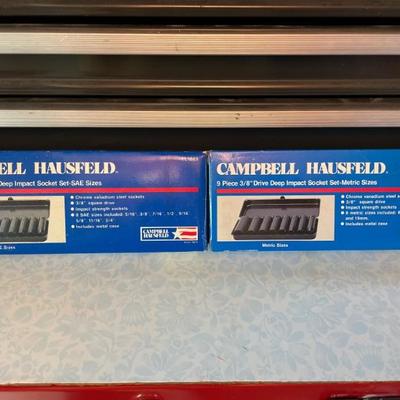 ELL HAUSFELD
Deep Impact Socket Set-SAE Sizes
Chrome vanadium steel sockets
3/8" square drive
Impact strength sockets
8 SAE sizes included: 5/16", 3/8", 7/16", 1/2", 9/16",
5/8", 11/16", 3/4"
Includes metal case
Sizes
CAMPBELL
HAUSFELD
CAMPBELL HAUSFELD
9 Piece 3/8" Drive Deep Impact Socket Set-Metric Sizes
Chrome vanadium steel
3/8" square drive
Impact strength sockets
8 metric sizes included:
and 19mm.
Includes metal case
Metric Sizes